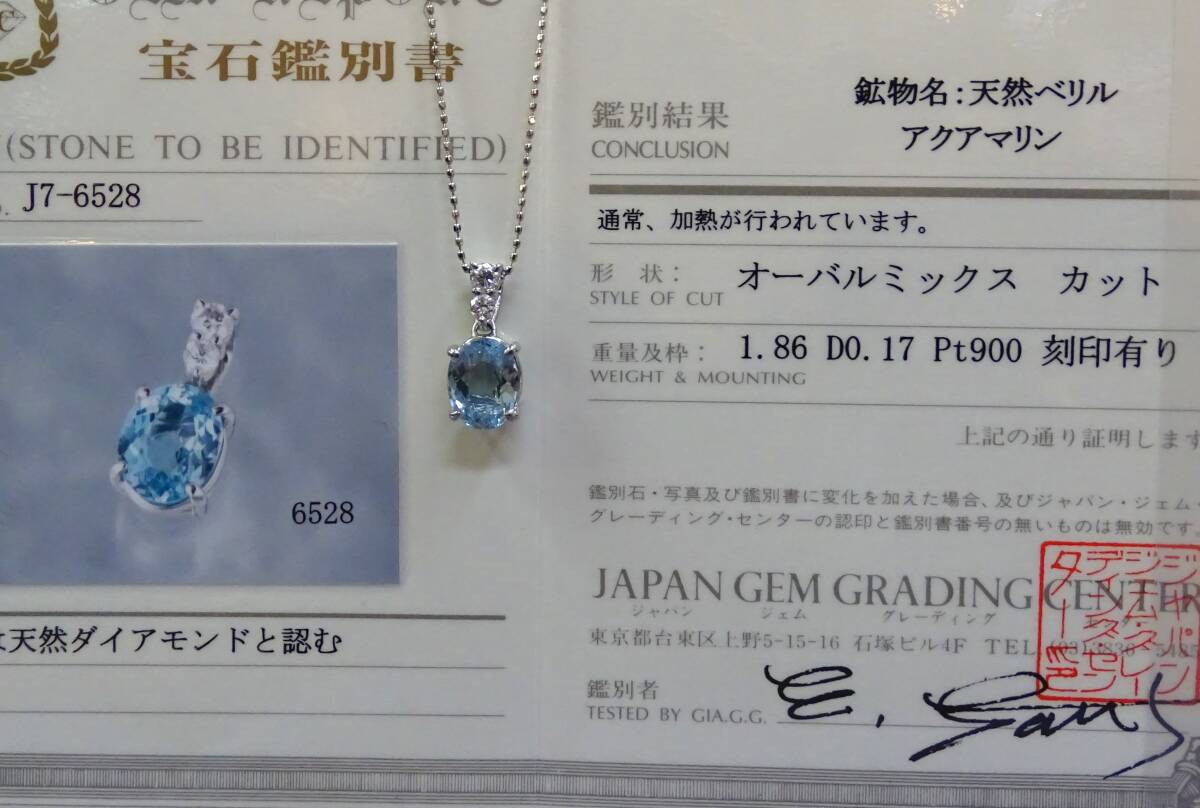 宝石鑑別書
(STONE TO BE IDENTIFIED)
J7-6528
6528
天然ダイアモンドと認む
鑑別結果
CONCLUSION
鉱物名:天然ベリル
アクアマリン
通常、加熱が行われています。
形 状: オーバルミックス カット
STYLE OF CUT
重量及枠: 1.86 D0.17 Pt900 刻印有り
WEIGHT & MOUNTING
上記の通り証明します
鑑別石・写真及び鑑別書に変化を加えた場合、及びジャパン・ジェム
グレーディング・センターの認印と鑑別書番号の無いものは無効です。
JAPAN GEM GRADING CENTER
ジャパン ジェム グレーディング
東京都台東区上野5-15-16 石塚ビル4F TEL (03)3836
鑑別者
TESTED BY GIA.G.G.